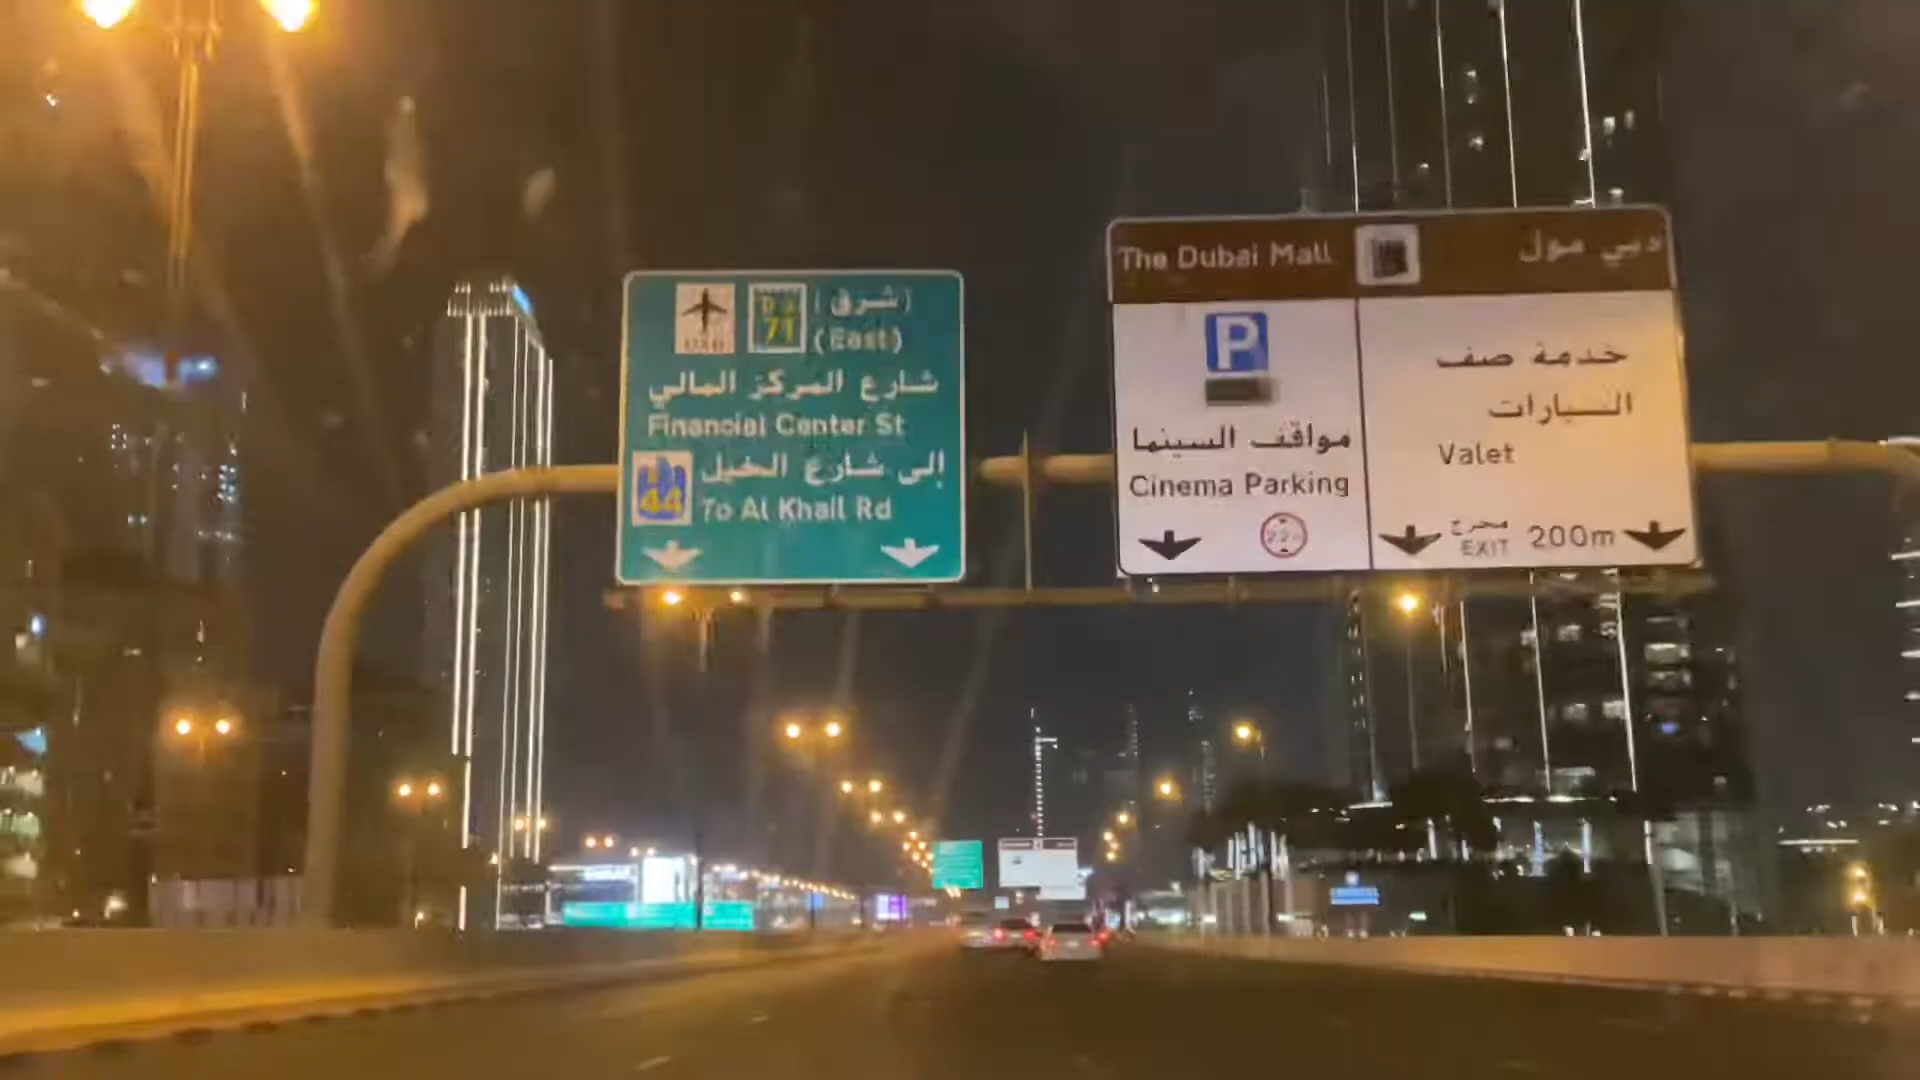 (شرق)
D 71
(East)
شارع المركز المالي
Financial Center St
إلى شارع الخيل
44
To Al Khail Rd
The Dubai Mall
دبي مول
P
مواقف السينما
Cinema Parking
خدمة صف
السيارات
Valet
مخرج
EXIT 200m